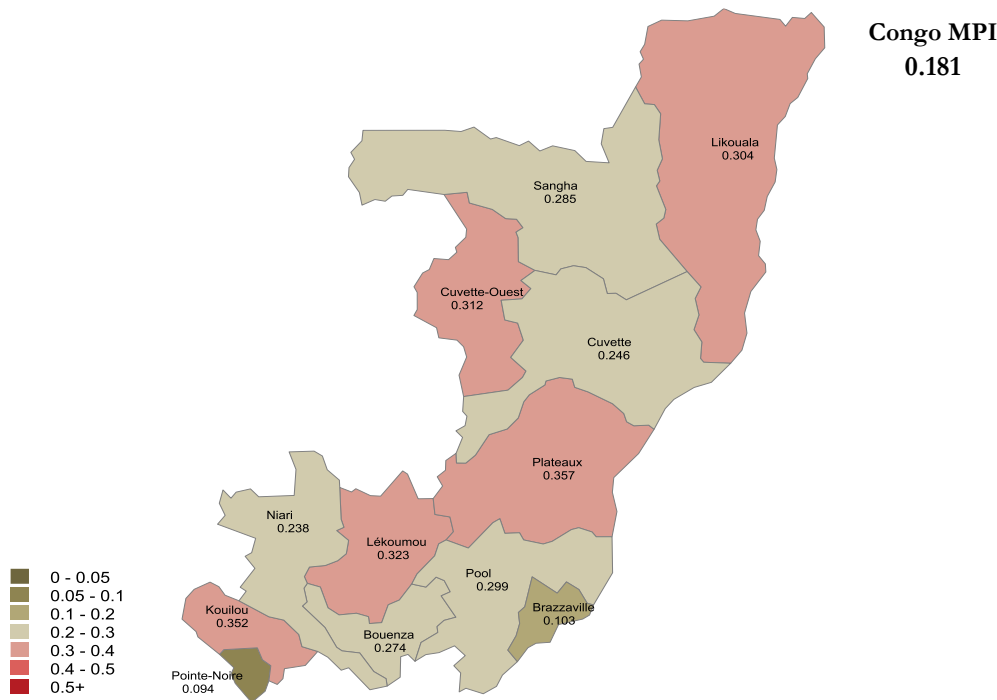 Congo MPI
0.181
Likouala
0.304
Sangha
0.285
Cuvette-Ouest
0.312
Cuvette
0.246
Plateaux
0.357
Niari
0.238
Lékoumou
0.323
Pool
0.299
Brazzaville
0.103
Kouilou
0.352
Bouenza
0.274
Pointe-Noire
0.094
0 - 0.05
0.05 - 0.1
0.1 - 0.2
0.2 - 0.3
0.3 - 0.4
0.4 - 0.5
0.5+